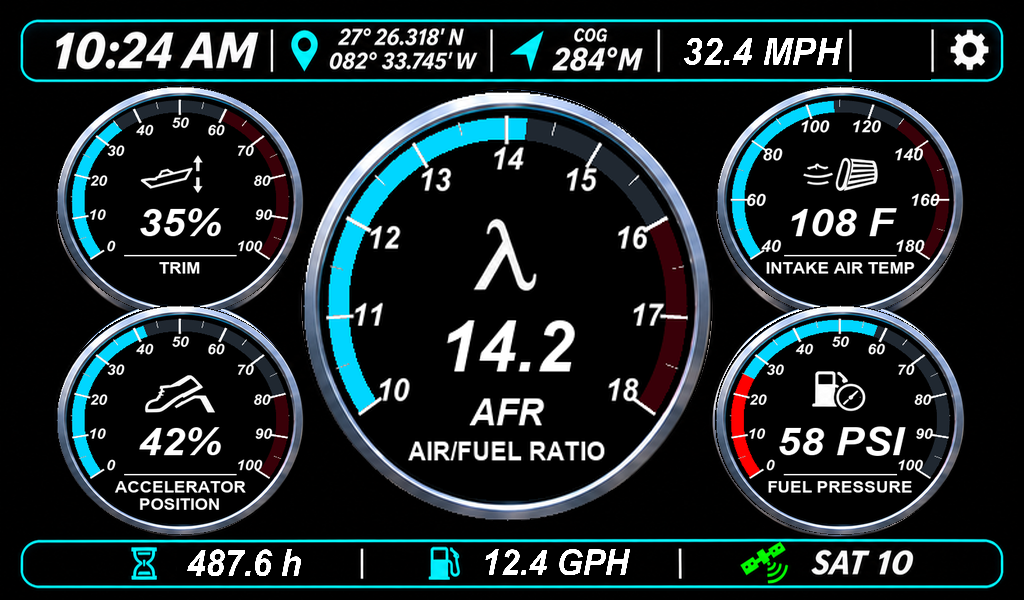 10:24 AM
27° 26.318' N
082° 33.745' W
COG
284°M
32.4 MPH
0
10
20
30
40
50
60
70
80
90
100
35%
TRIM
0
10
20
30
40
50
60
70
80
90
100
42%
ACCELERATOR
POSITION
10
11
12
13
14
15
16
17
18
λ
14.2
AFR
AIR/FUEL RATIO
40
60
80
100
120
140
160
180
108 F
INTAKE AIR TEMP
0
10
20
30
40
50
60
70
80
90
100
58 PSI
FUEL PRESSURE
487.6 h
12.4 GPH
SAT 10